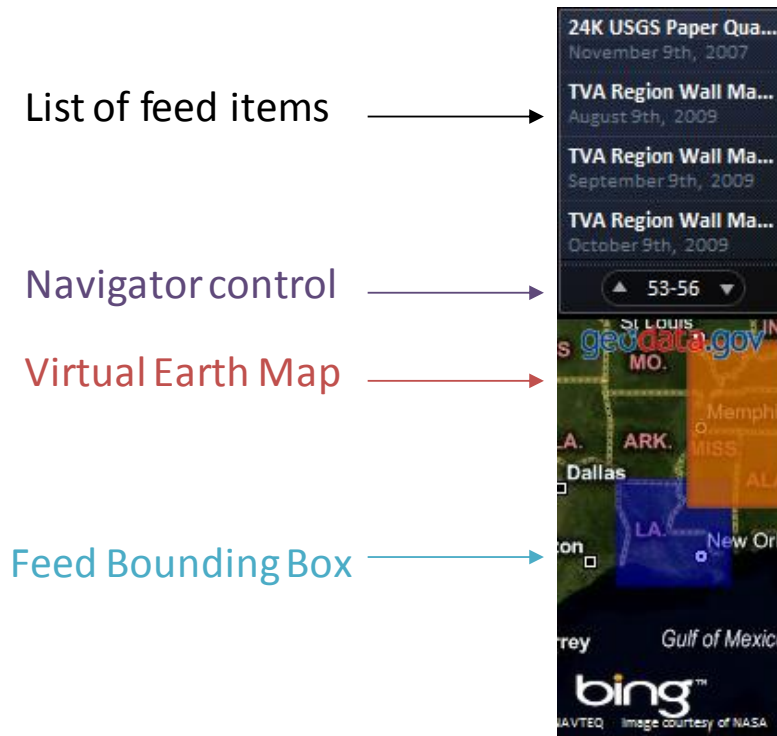 List of feed items
Navigator control
Virtual Earth Map
Feed Bounding Box
24K USGS Paper Qua...
November 9th, 2007
TVA Region Wall Ma...
August 9th, 2009
TVA Region Wall Ma...
September 9th, 2009
TVA Region Wall Ma...
October 9th, 2009
53-56
St Louis
geodata.gov
MO.
Memphi
ARK.
MISS.
Dallas
LA.
New Or
Gulf of Mexic
bing™
NAVTEQ Image courtesy of NASA